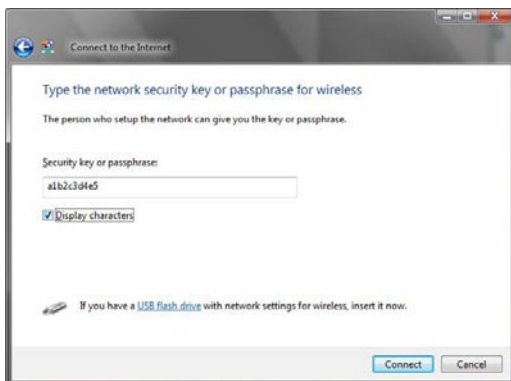 Connect to the Internet
Type the network security key or passphrase for wireless
The person who setup the network can give you the key or passphrase.
Security key or passphrase:
a1b2c3d4e5
Display characters
If you have a USB flash drive with network settings for wireless, insert it now.
Connect
Cancel